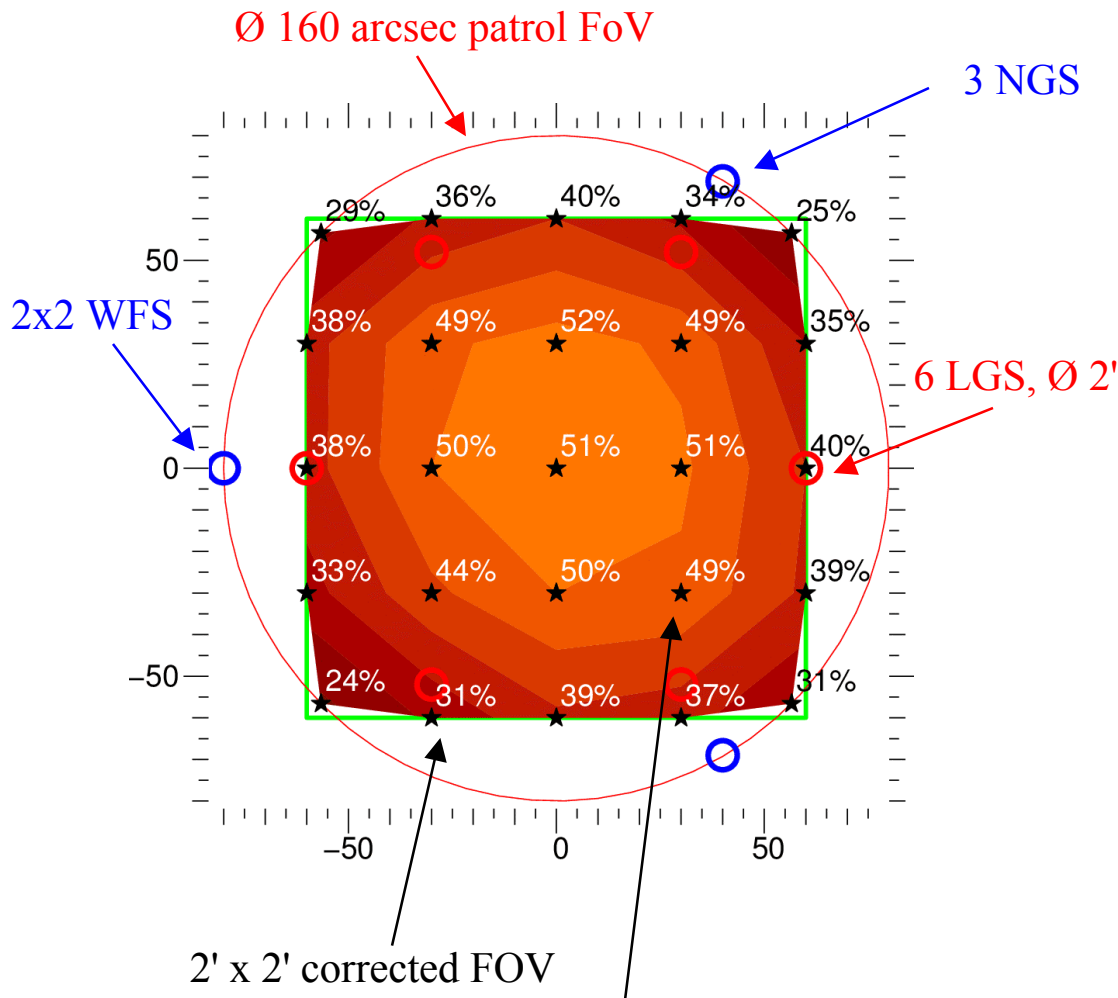 Ø 160 arcsec patrol FoV
3 NGS
36% 40% 34%
29% 25%
50
2x2 WFS
38% 49% 52% 49% 35%
6 LGS, Ø 2'
38% 50% 51% 51% 40%
0
33% 44% 50% 49% 39%
−50
24% 31%
31% 39% 37%
−50 0 50
2' x 2' corrected FOV